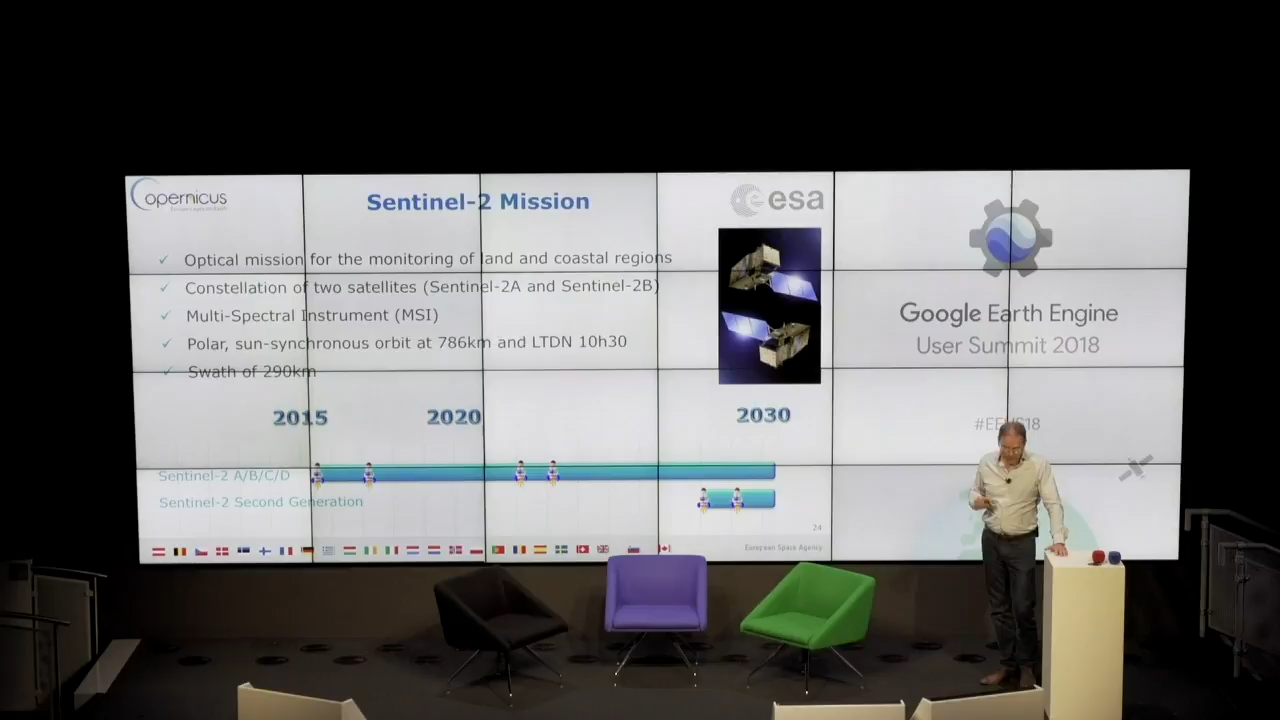 Copernicus
Sentinel-2 Mission
esa
✓ Optical mission for the monitoring of land and coastal regions
✓ Constellation of two satellites (Sentinel-2A and Sentinel-2B)
✓ Multi-Spectral Instrument (MSI)
✓ Polar, sun-synchronous orbit at 786km and LTDN 10h30
✓ Swath of 290km
2015 2020 2030
Sentinel-2 A/B/C/D
Sentinel-2 Second Generation
24
European Space Agency
Google Earth Engine
User Summit 2018